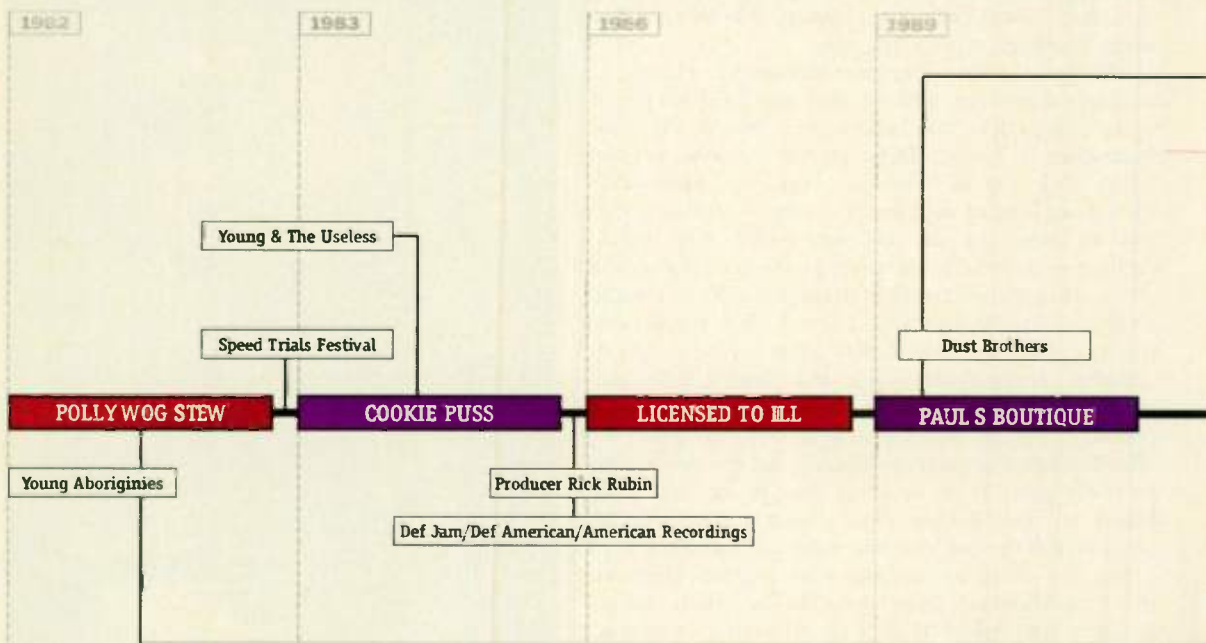 1982
1983
1986
1989
Young & The Useless
Speed Trials Festival
Dust Brothers
POLLYWOG STEW
COOKIE PUSS
LICENSED TO ILL
PAUL S BOUTIQUE
Young Aboriginies
Producer Rick Rubin
Def Jam/Def American/American Recordings